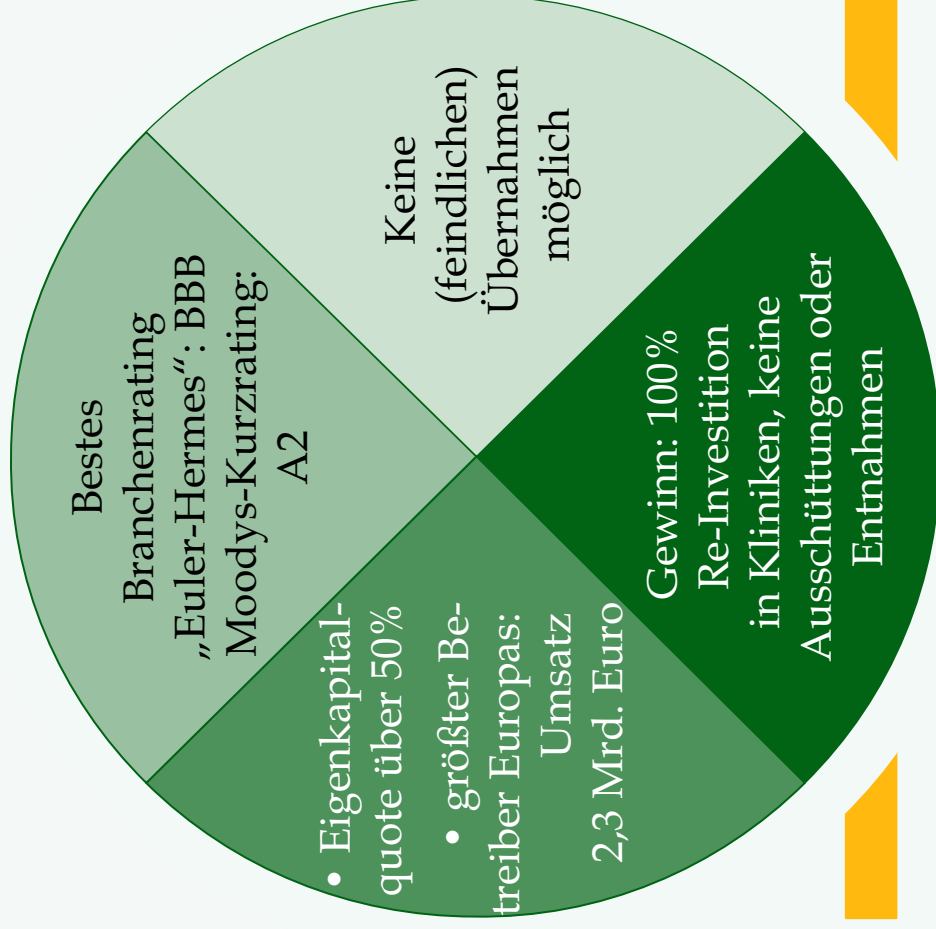 Bestes
Branchenrating
„Euler-Hermes“: BBB
Moodys-Kurzrating:
A2
Keine
(feindlichen)
Übernahmen
möglich
Gewinn: 100%
Re-Investition
in Kliniken, keine
Ausschüttungen oder
Entnahmen
• Eigenkapital-
quote über 50%
• größter Be-
treiber Europas:
Umsatz
2,3 Mrd. Euro